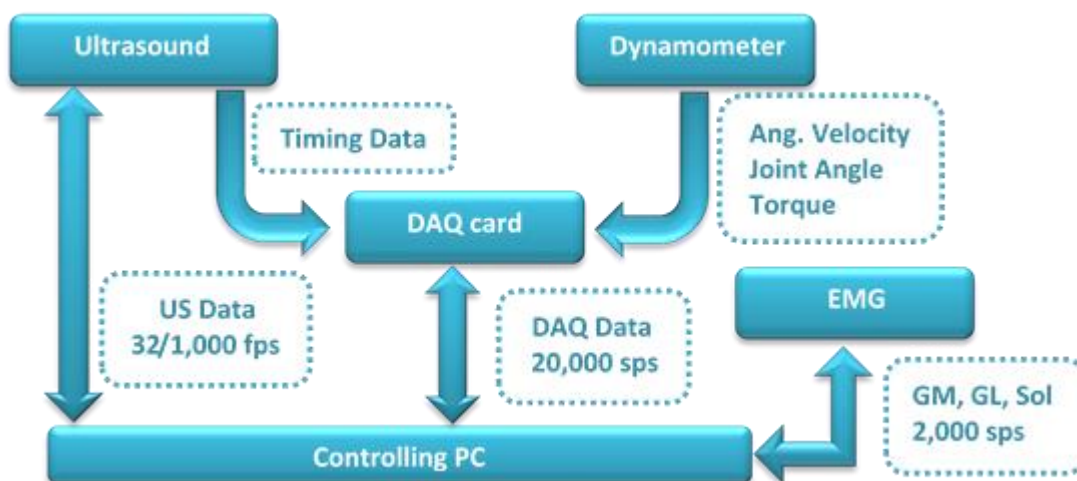 Ultrasound
Dynamometer
Timing Data
Ang. Velocity
Joint Angle
Torque
DAQ card
EMG
US Data
32/1,000 fps
DAQ Data
20,000 sps
GM, GL, Sol
2,000 sps
Controlling PC